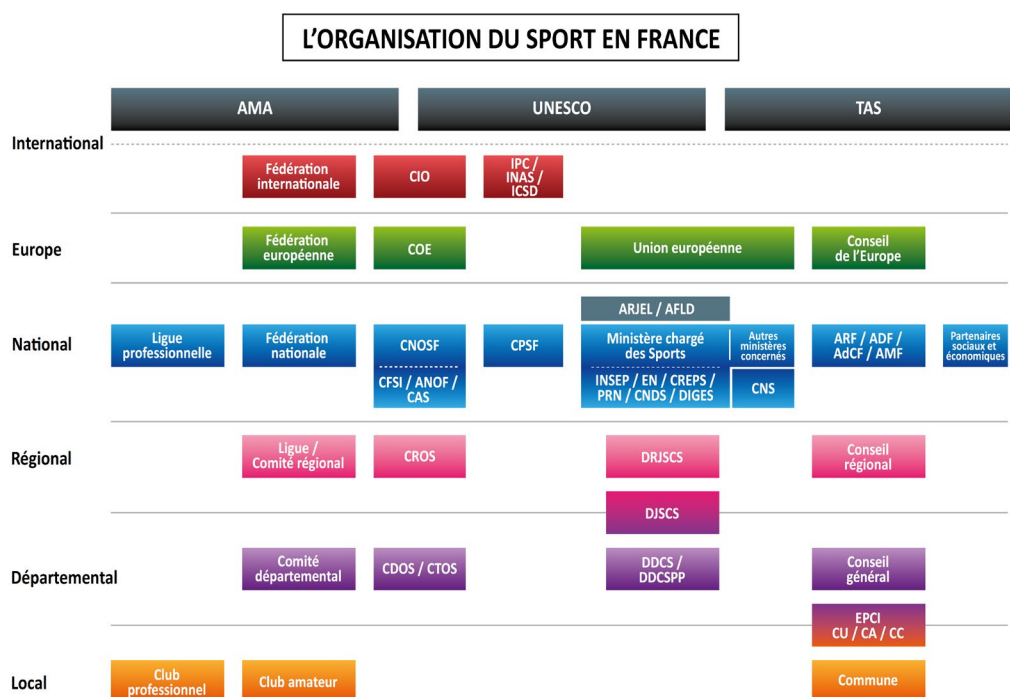 L'ORGANISATION DU SPORT EN FRANCE
AMA
UNESCO
TAS
International
Fédération
internationale
CIO
IPC /
INAS /
ICSD
Europe
Fédération
européenne
COE
Union européenne
Conseil
de l'Europe
ARJEL / AFLD
National
Ligue
professionnelle
Fédération
nationale
CNOSF
CFSI / ANOF /
CAS
CPSF
Ministère chargé
des Sports
INSEP / EN / CREPS /
PRN / CNDS / DIGES
Autres
ministères
concernés
CNS
ARF / ADF /
AdCF / AMF
Partenaires
sociaux et
économiques
Régional
Ligue /
Comité régional
CROS
DRJSCS
Conseil
régional
DJSCS
Départemental
Comité
départemental
CDOS / CTOS
DDCS /
DDCSPP
Conseil
général
EPCI
CU / CA / CC
Local
Club
professionnel
Club amateur
Commune